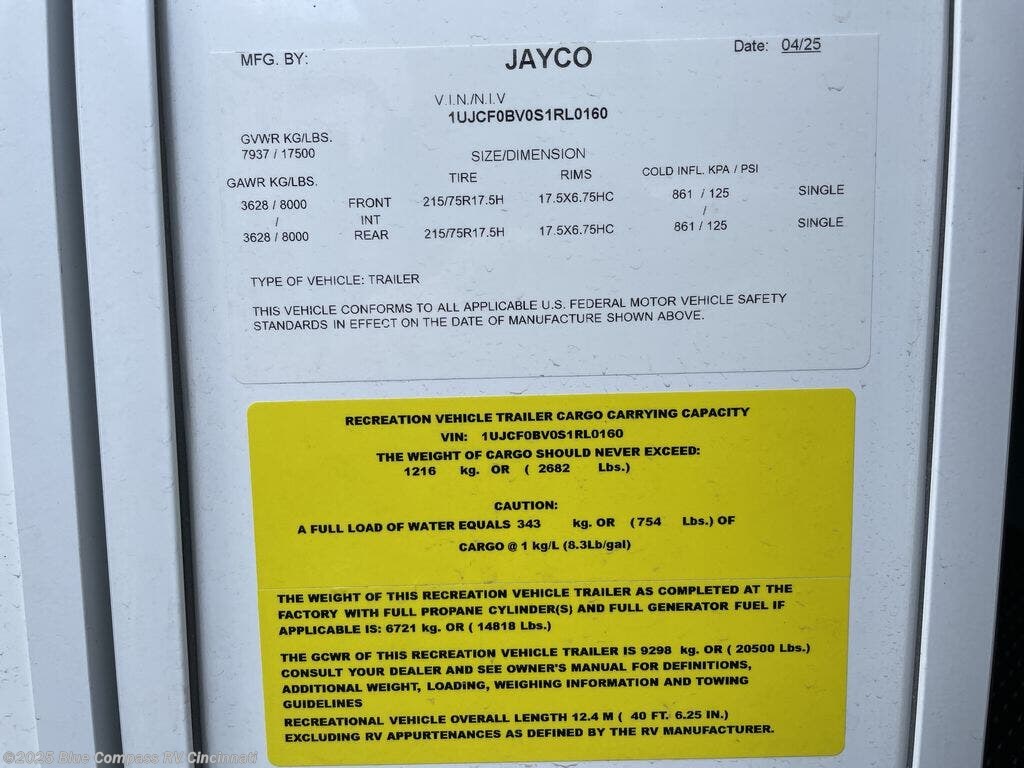 MFG. BY: JAYCO Date: 04/25
V.I.N./N.I.V
1UJCF0BV0S1RL0160
GVWR KG/LBS.
7937 / 17500
SIZE/DIMENSION
GAWR KG/LBS. TIRE RIMS COLD INFL. KPA / PSI
3628 / 8000 FRONT 215/75R17.5H 17.5X6.75HC 861 / 125 SINGLE
/ INT /
3628 / 8000 REAR 215/75R17.5H 17.5X6.75HC 861 / 125 SINGLE
TYPE OF VEHICLE: TRAILER
THIS VEHICLE CONFORMS TO ALL APPLICABLE U.S. FEDERAL MOTOR VEHICLE SAFETY
STANDARDS IN EFFECT ON THE DATE OF MANUFACTURE SHOWN ABOVE.
RECREATION VEHICLE TRAILER CARGO CARRYING CAPACITY
VIN: 1UJCF0BV0S1RL0160
THE WEIGHT OF CARGO SHOULD NEVER EXCEED:
1216 kg. OR ( 2682 Lbs.)
CAUTION:
A FULL LOAD OF WATER EQUALS 343 kg. OR (754 Lbs.) OF
CARGO @ 1 kg/L (8.3Lb/gal)
THE WEIGHT OF THIS RECREATION VEHICLE TRAILER AS COMPLETED AT THE
FACTORY WITH FULL PROPANE CYLINDER(S) AND FULL GENERATOR FUEL IF
APPLICABLE IS: 6721 kg. OR ( 14818 Lbs.)
THE GCWR OF THIS RECREATION VEHICLE TRAILER IS 9298 kg. OR ( 20500 Lbs.)
CONSULT YOUR DEALER AND SEE OWNER'S MANUAL FOR DEFINITIONS,
ADDITIONAL WEIGHT, LOADING, WEIGHING INFORMATION AND TOWING
GUIDELINES
RECREATIONAL VEHICLE OVERALL LENGTH 12.4 M ( 40 FT. 6.25 IN.)
EXCLUDING RV APPURTENANCES AS DEFINED BY THE RV MANUFACTURER.
©2025 Blue Compass RV Cincinnati